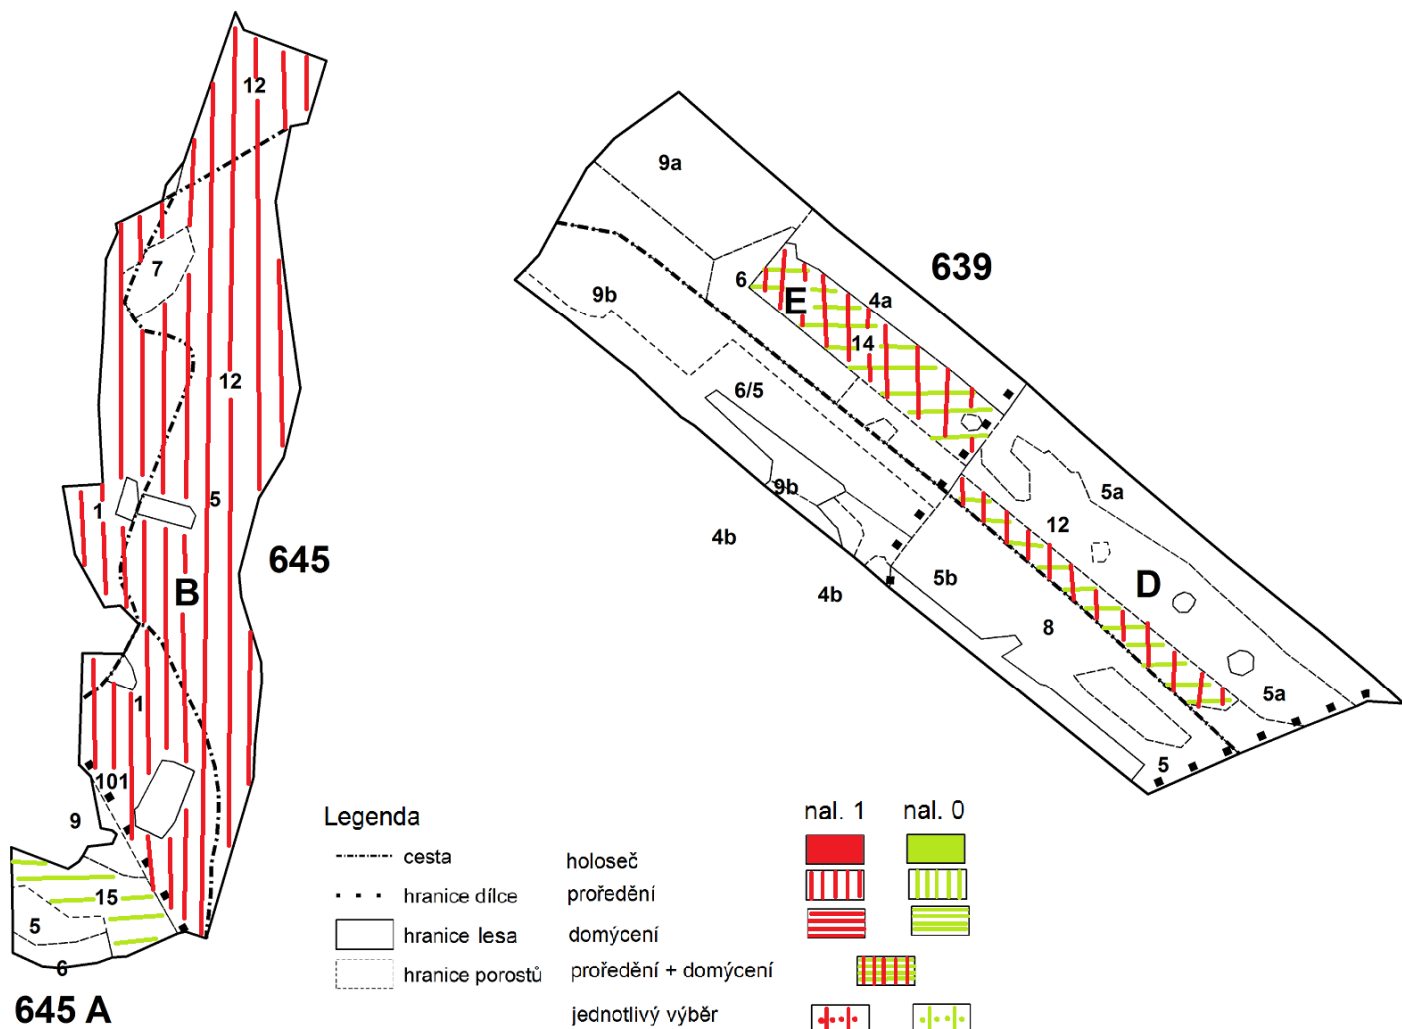 12
9a
639
7
6
E
4a
9b
14
12
6/5
5a
1
5
9b
12
645
4b
B
5b
D
4b
8
1
5a
5
101
9
15
5
6
645 A
Legenda
nal. 1 nal. 0
cesta
holoseč
hranice dílce
proředění
hranice lesa
domýcení
hranice porostů
proředění + domýcení
jednotlivý výběr